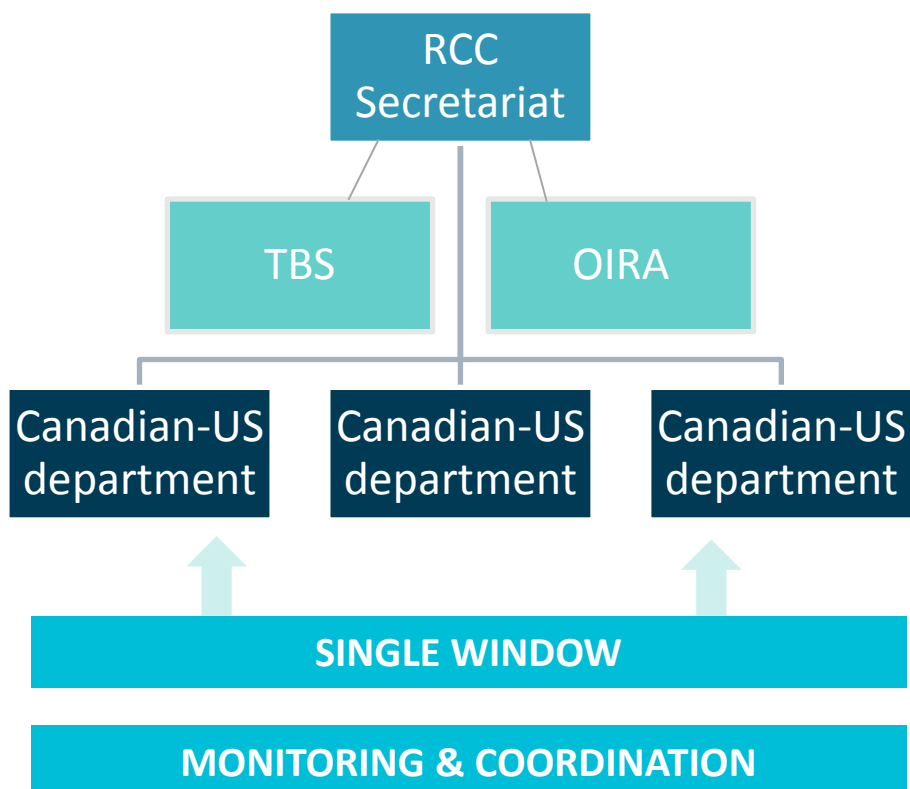 RCC
Secretariat
TBS
OIRA
Canadian-US
department
Canadian-US
department
Canadian-US
department
SINGLE WINDOW
MONITORING & COORDINATION